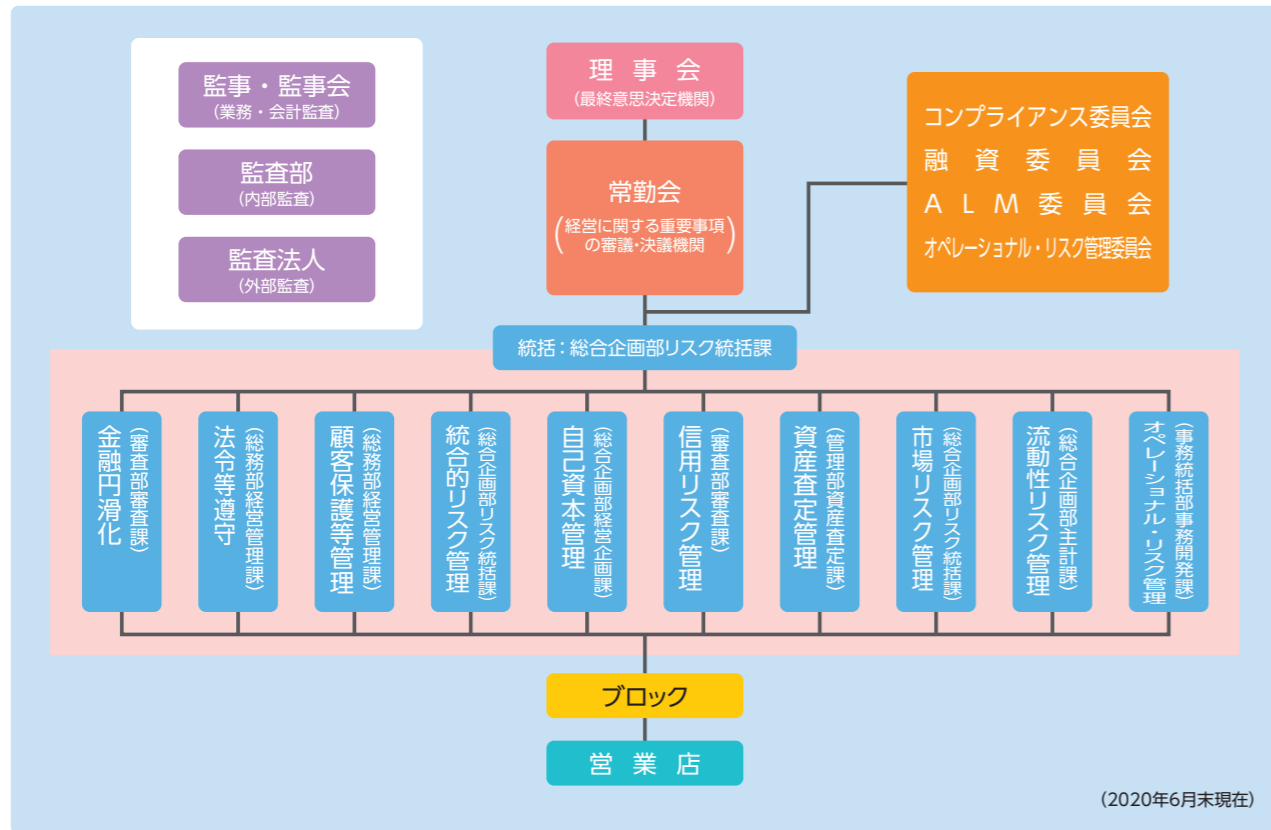 監事・監事会
(業務・会計監査)
監査部
(内部監査)
監査法人
(外部監査)
理事会
(最終意思決定機関)
常勤会
(経営に関する重要事項
の審議・決議機関)
コンプライアンス委員会
融資委員会
ALM委員会
オペレーショナル・リスク管理委員会
統括：総合企画部リスク統括課
金融円滑化
(審査部審査課)
法令等遵守
(総務部経営管理課)
顧客保護等管理
(総務部経営管理課)
統合的リスク管理
(総合企画部リスク統括課)
自己資本管理
(総合企画部経営企画課)
信用リスク管理
(審査部審査課)
資産査定管理
(管理部資産査定課)
市場リスク管理
(総合企画部リスク統括課)
流動性リスク管理
(総合企画部主計課)
オペレーショナル・リスク管理
(事務統括部事務開発課)
ブロック
営業店
(2020年6月末現在)